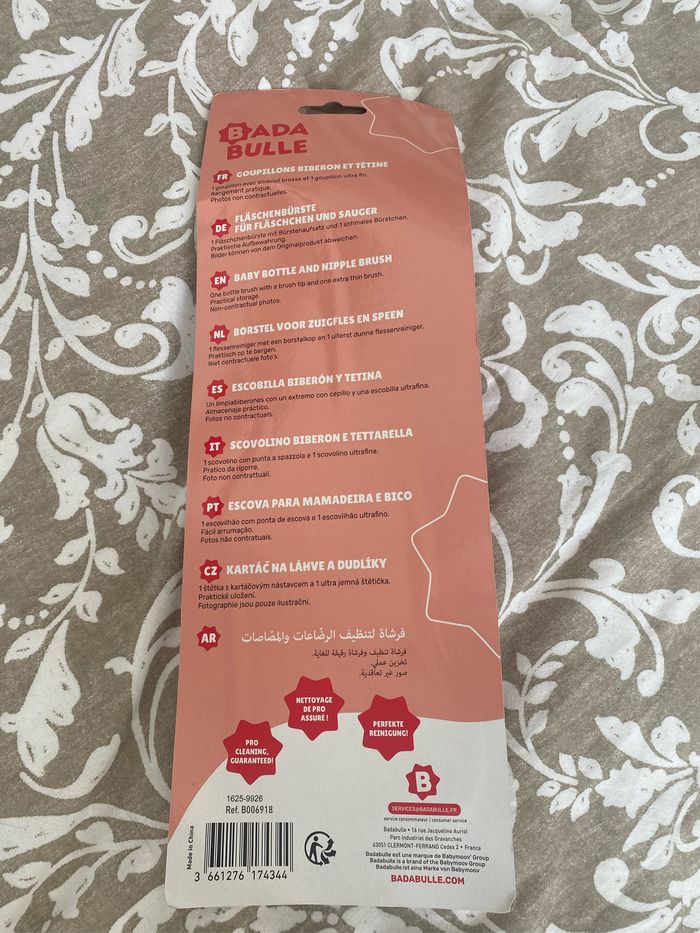 BADA
BULLE
FR GOUPILLONS BIBERON ET TÉTINE
1 goupillon avec embout brosse et 1 goupillon ultra fin.
Rangement pratique.
Photos non contractuelles.
DE FLÄSCHENBÜRSTE
FÜR FLÄSCHCHEN UND SAUGER
1 Fläschchenbürste mit Bürstenaufsatz und 1 schmales Bürstchen.
Praktische Aufbewahrung.
Bilder können von dem Originalprodukt abweichen.
EN BABY BOTTLE AND NIPPLE BRUSH
One bottle brush with a brush tip and one extra thin brush.
Practical storage.
Non-contractual photos.
NL BORSTEL VOOR ZUIGFLES EN SPEEN
1 flessenreiniger met een borstelkop en 1 uiterst dunne flessenreiniger.
Praktisch op te bergen.
Niet contractuele foto's.
ES ESCOBILLA BIBERÓN Y TETINA
Un limpiabiberones con un extremo con cepillo y una escobilla ultrafina.
Almacenaje práctico.
Fotos no contractuais.
IT SCOVOLINO BIBERON E TETTARELLA
1 scovolino con punta a spazzola e 1 scovolino ultrafine.
Pratico da riporre.
Foto non contrattuali.
PT ESCOVA PARA MAMADEIRA E BICO
1 escovilhão com ponta de escova e 1 escovilhão ultrafino.
Fácil arrumação.
Fotos não contratuais.
CZ KARTÁČ NA LÁHVE A DUDLÍKY
1 štětka s kartáčovým nástavcem a 1 ultra jemná štětička.
Praktické uložení.
Fotographie jsou pouze ilustrační.
AR فرشاة لتنظيف الرضّاعات والمصّاصات
فرشاة تنظيف وفرشاة رقيقة للغاية.
تخزين عملي.
صور غير تعاقدية.
NETTOYAGE
DE PRO
ASSURÉ !
PRO
CLEANING,
GUARANTEED!
PERFEKTE
REINIGUNG!
1625-9926
Ref. B006918
Made in China
3 661276 174344
B
SERVICES@BADABULLE.FR
service consommateur / consumer service
Badabulle • 16 rue Jacqueline Auriol
Parc Industriel des Gravanches
63051 CLERMONT-FERRAND Cedex 2 • France
Badabulle est une marque de Babymoov Group
Badabulle is a brand of the Babymoov Group
Badabulle ist eine Marke von Babymoov
BADABULLE.COM